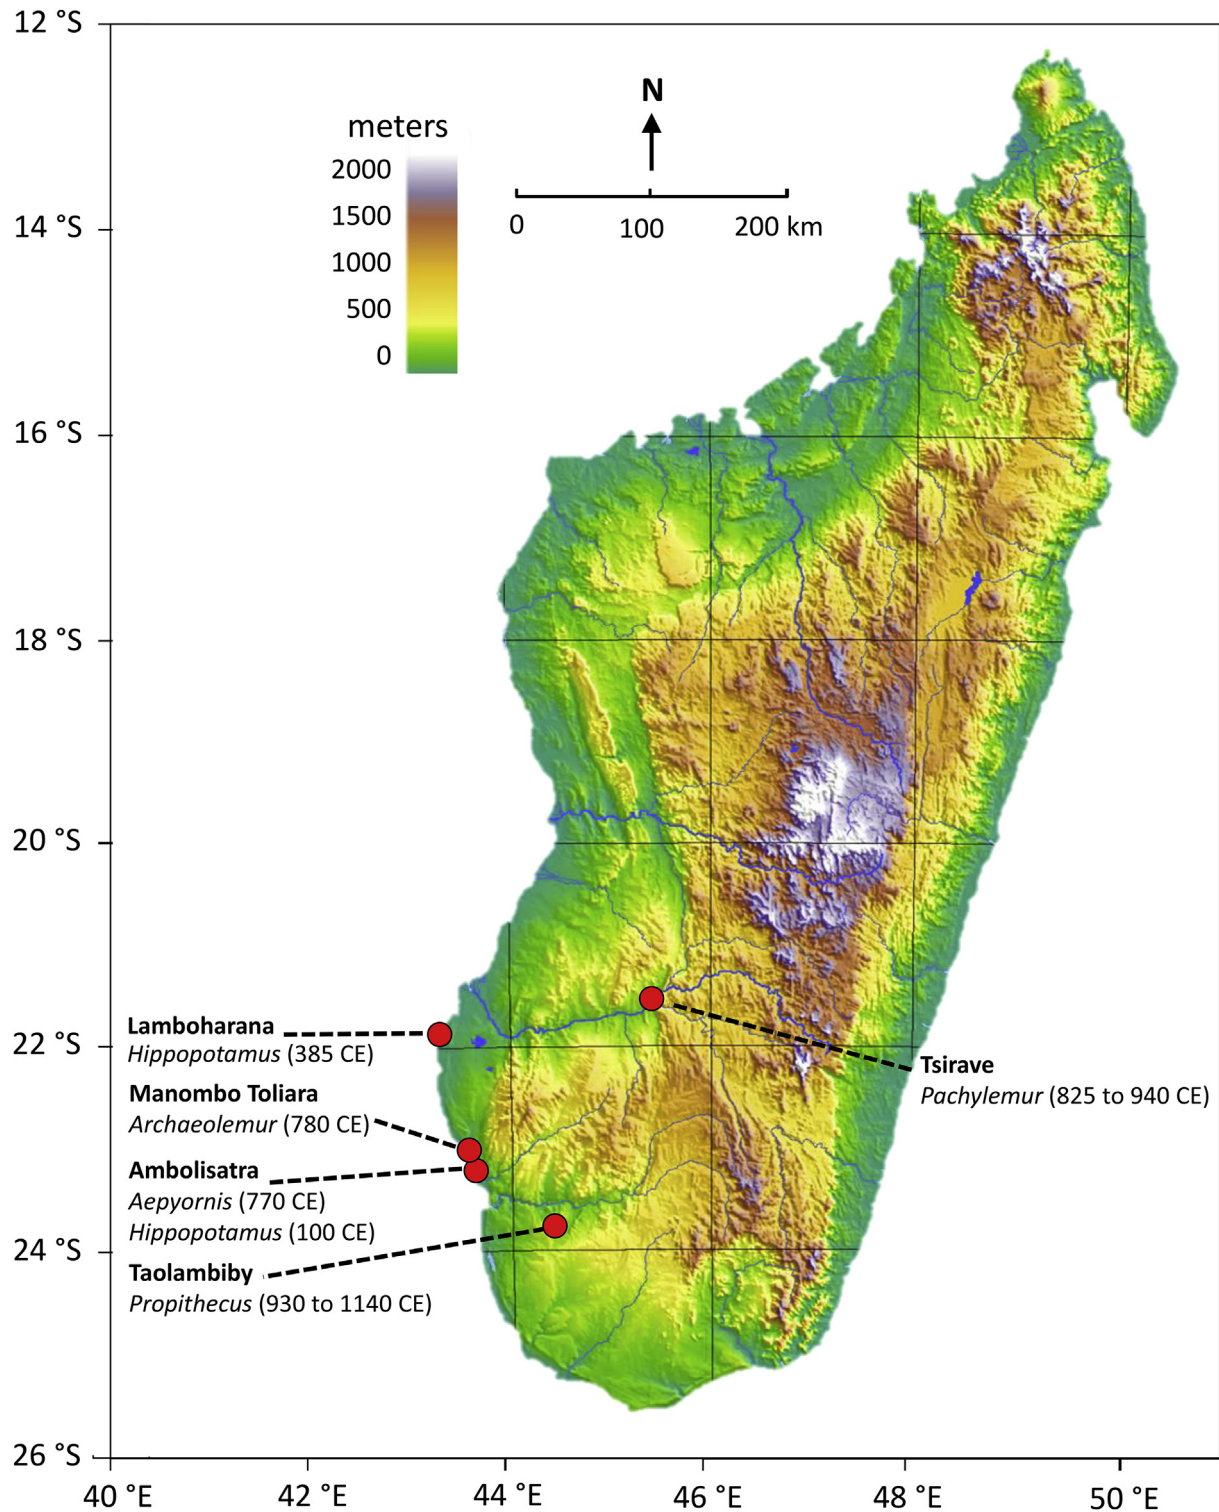 12 °S
N
meters
2000
1500
1000
500
0
0 100 200 km
14 °S
16 °S
18 °S
20 °S
22 °S
24 °S
26 °S
Lamboharana
Hippopotamus (385 CE)
Manombo Toliara
Archaeolemur (780 CE)
Ambolisatra
Aepyornis (770 CE)
Hippopotamus (100 CE)
Taolambiby
Propithecus (930 to 1140 CE)
Tsirave
Pachylemur (825 to 940 CE)
40 °E 42 °E 44 °E 46 °E 48 °E 50 °E